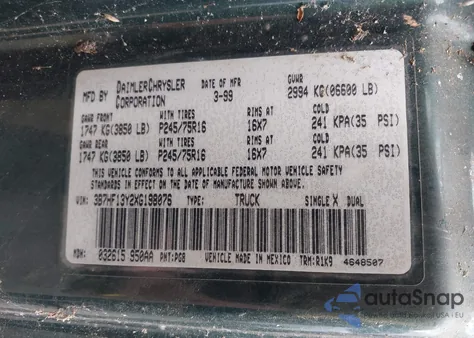 MFD BY DAIMLERCHRYSLER CORPORATION DATE OF MFR 3-99 GVWR 2994 KG(06600 LB)
GAWR FRONT WITH TIRES RIMS AT COLD
1747 KG(3850 LB) P245/75R16 16X7 241 KPA(35 PSI)
GAWR REAR WITH TIRES RIMS AT COLD
1747 KG(3850 LB) P245/75R16 16X7 241 KPA(35 PSI)
THIS VEHICLE CONFORMS TO ALL APPLICABLE FEDERAL MOTOR VEHICLE SAFETY
STANDARDS IN EFFECT ON THE DATE OF MANUFACTURE SHOWN ABOVE
VIN: 3B7HF13Y2XG198076 TYPE: TRUCK SINGLE X DUAL
MDH: 032615 950AA PNT:PG8 VEHICLE MADE IN MEXICO TRM:R1K9 4648507
autoSnap